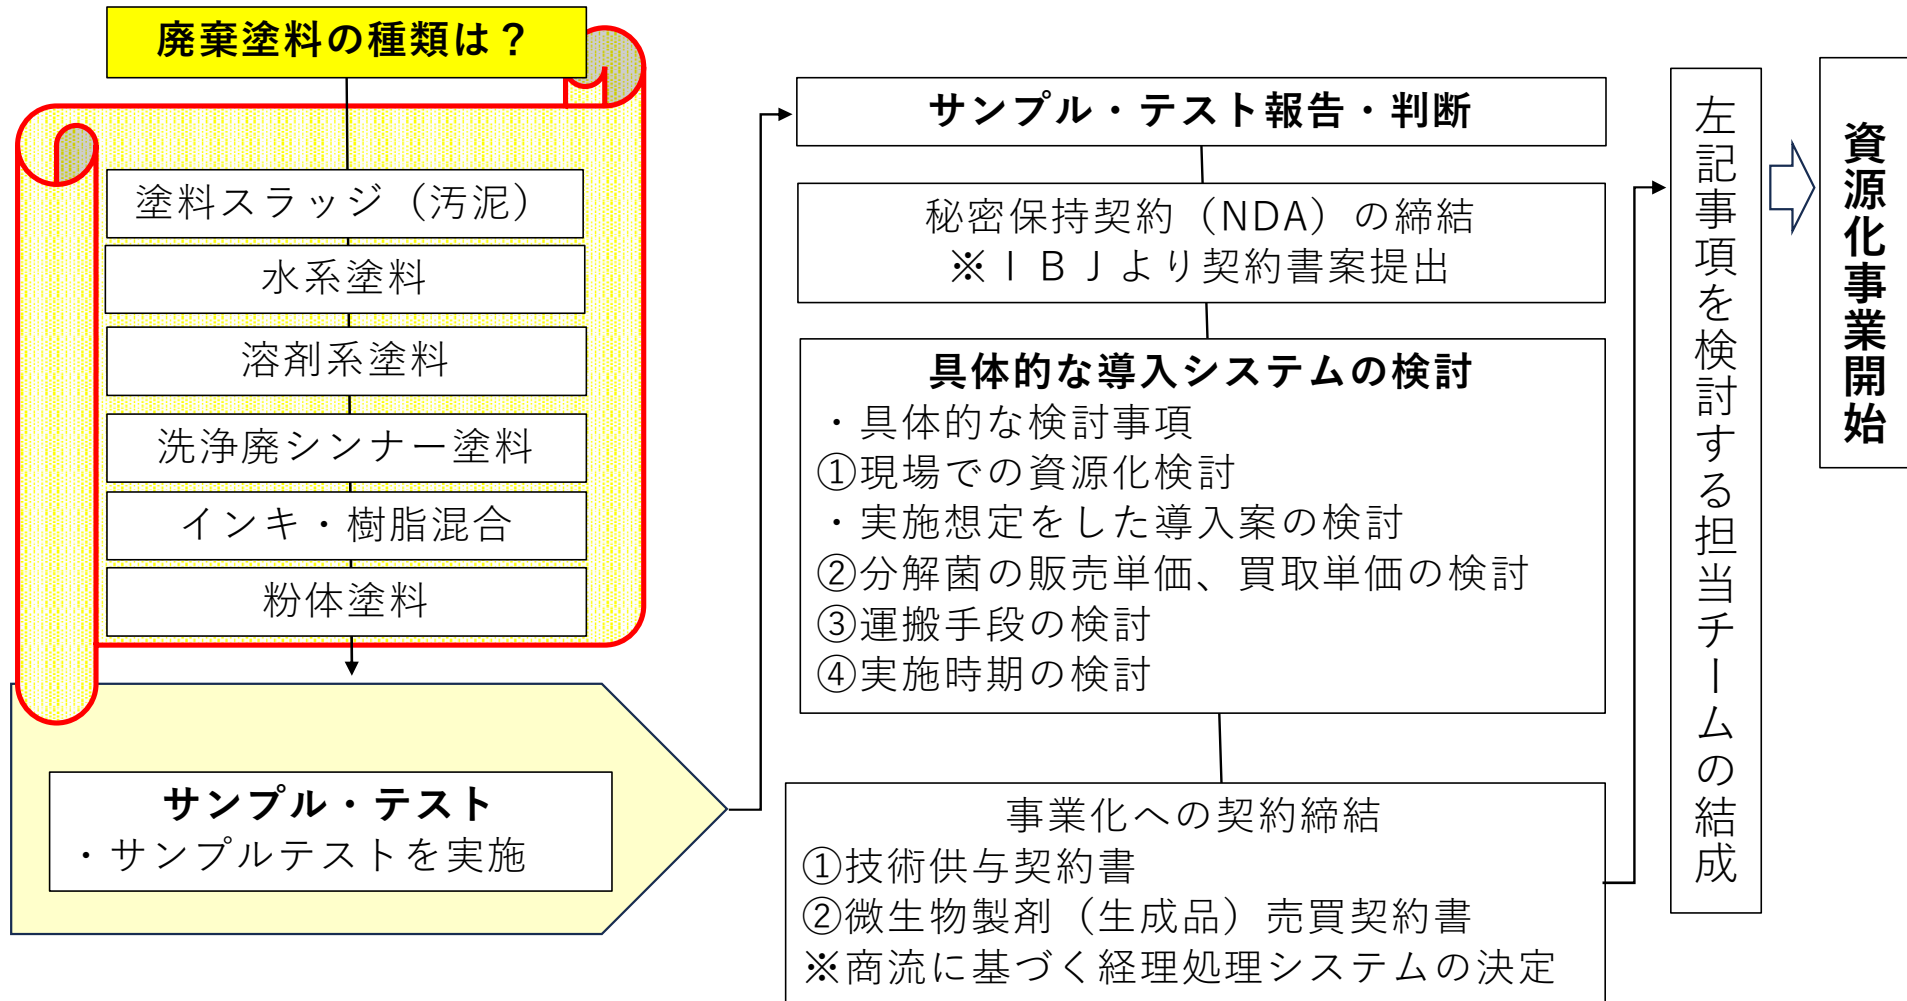 廃棄塗料の種類は？
塗料スラッジ（汚泥）
水系塗料
溶剤系塗料
洗浄廃シンナー塗料
インキ・樹脂混合
粉体塗料
サンプル・テスト
・サンプルテストを実施
サンプル・テスト報告・判断
秘密保持契約（NDA）の締結
※ＩＢＪより契約書案提出
具体的な導入システムの検討
・具体的な検討事項
①現場での資源化検討
・実施想定をした導入案の検討
②分解菌の販売単価、買取単価の検討
③運搬手段の検討
④実施時期の検討
事業化への契約締結
①技術供与契約書
②微生物製剤（生成品）売買契約書
※商流に基づく経理処理システムの決定
左記事項を検討する担当チームの結成
資源化事業開始